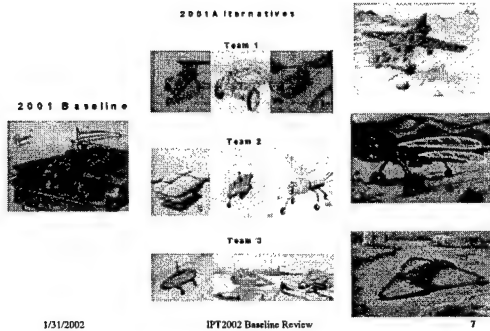 2001 Alternatives
Team 1
2001 Baseline
Team 2
Team 3
1/31/2002 IPT2002 Baseline Review 7